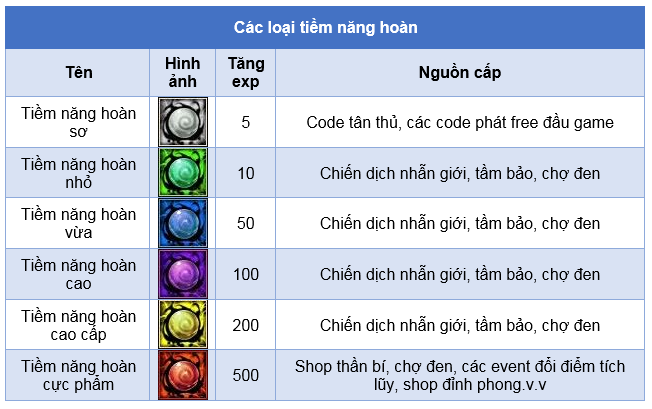 Các loại tiềm năng hoàn
Tên
Hình
ảnh
Tăng
exp
Nguồn cấp
Tiềm năng hoàn
sơ
5
Code tân thủ, các code phát free đầu game
Tiềm năng hoàn
nhỏ
10
Chiến dịch nhẫn giới, tầm bảo, chợ đen
Tiềm năng hoàn
vừa
50
Chiến dịch nhẫn giới, tầm bảo, chợ đen
Tiềm năng hoàn
cao
100
Chiến dịch nhẫn giới, tầm bảo, chợ đen
Tiềm năng hoàn
cao cấp
200
Chiến dịch nhẫn giới, tầm bảo, chợ đen
Tiềm năng hoàn
cực phẩm
500
Shop thần bí, chợ đen, các event đổi điểm tích
lũy, shop đỉnh phong.v.v